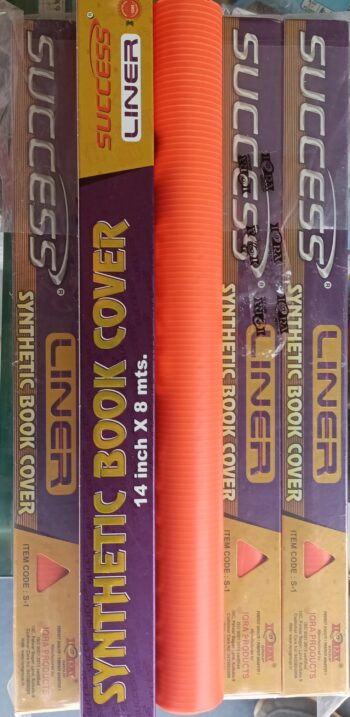 SUCCESS
LINER
SYNTHETIC BOOK COVER
14 inch X 8 mts.
SUCCESS®
LINER
SYNTHETIC BOOK COVER
SUCCESS®
LINER
SYNTHETIC BOOK COVER
ITEM CODE : S-1
IQRA PRODUCTS
SUCCESS
LINER
SYNTHETIC BOOK COVER
ITEM CODE : S-1
IQRA PRODUCTS
ITEM CODE : S-1
IQRA PRODUCTS